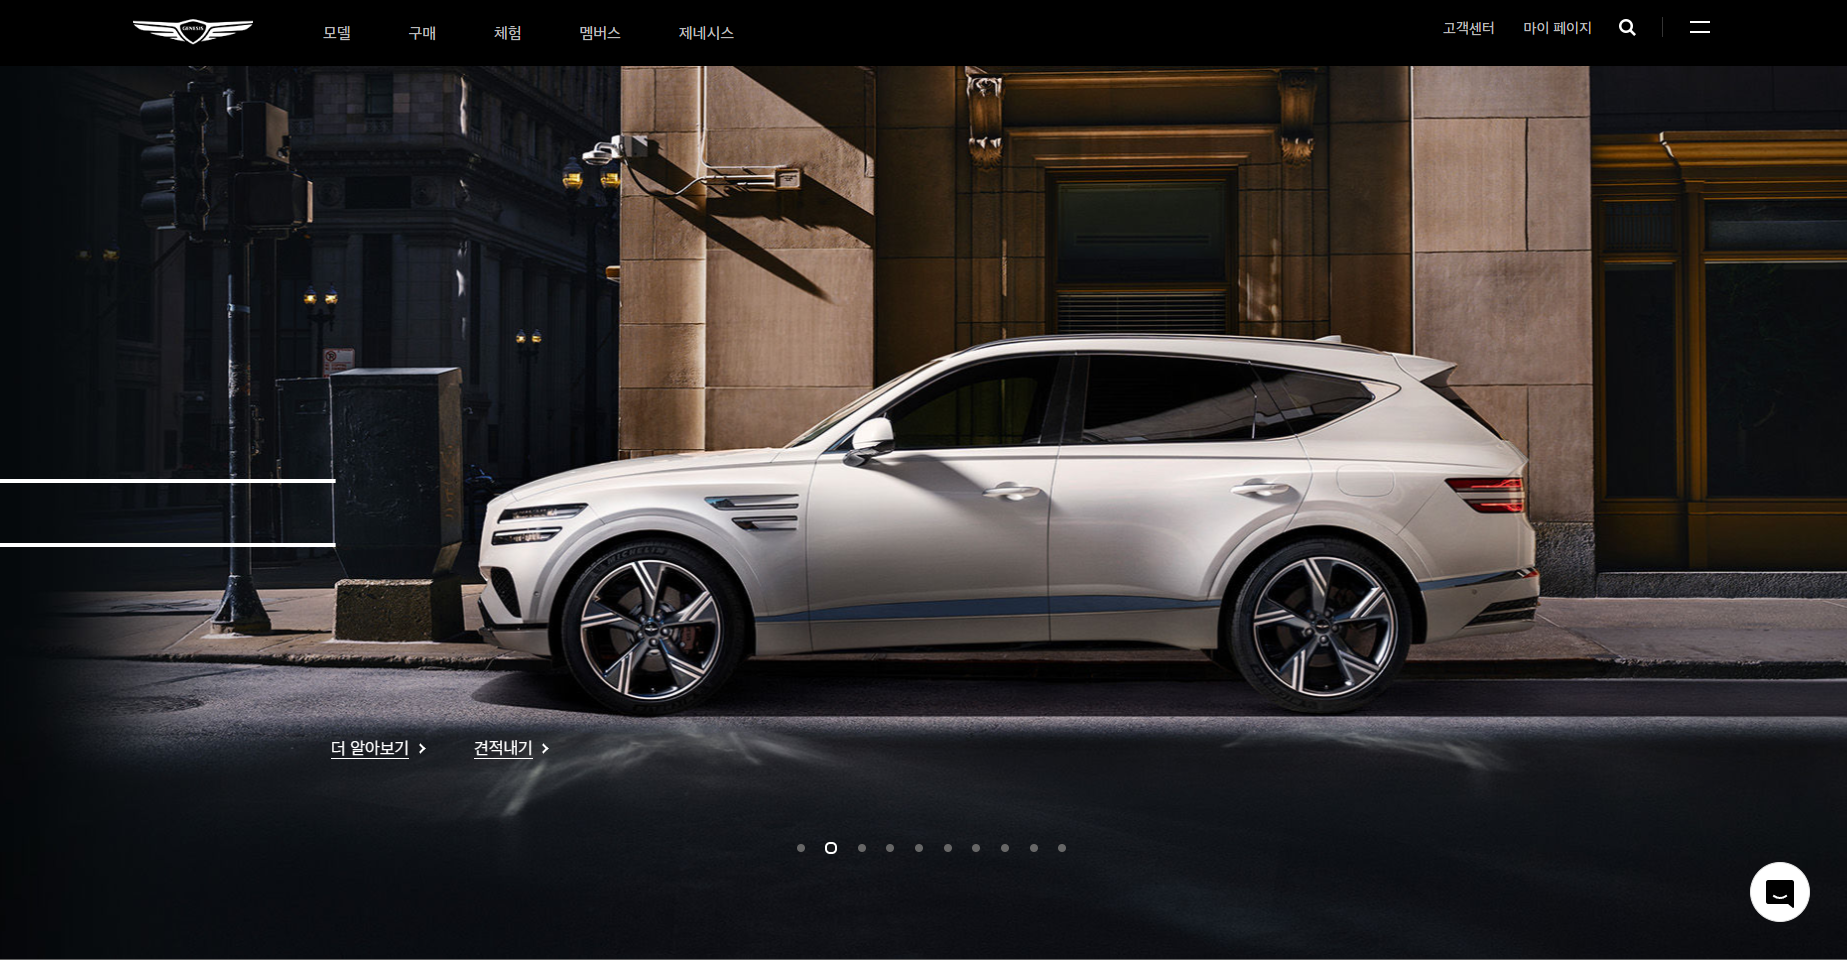 GENESIS
모델
구매
체험
멤버스
제네시스
고객센터
마이 페이지
MICHELIN
더 알아보기
견적내기